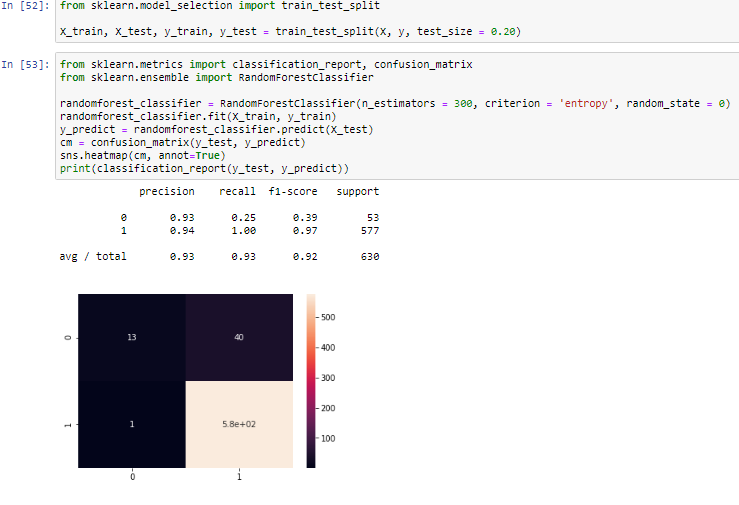 In [52]: from sklearn.model_selection import train_test_split
X_train, X_test, y_train, y_test = train_test_split(X, y, test_size = 0.20)
In [53]: from sklearn.metrics import classification_report, confusion_matrix
from sklearn.ensemble import RandomForestClassifier
randomforest_classifier = RandomForestClassifier(n_estimators = 300, criterion = 'entropy', random_state = 0)
randomforest_classifier.fit(X_train, y_train)
y_predict = randomforest_classifier.predict(X_test)
cm = confusion_matrix(y_test, y_predict)
sns.heatmap(cm, annot=True)
print(classification_report(y_test, y_predict))
precision recall f1-score support
0 0.93 0.25 0.39 53
1 0.94 1.00 0.97 577
avg / total 0.93 0.93 0.92 630
500
0 13 40
400
300
200
1 1 5.8e+02
100
0 1